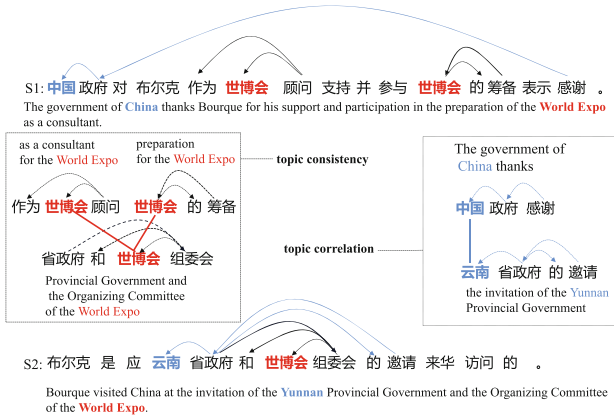 S1: 中国 政府 对 布尔克 作为 世博会 顾问 支持 并 参与 世博会 的 筹备 表示 感谢 。
The government of China thanks Bourque for his support and participation in the preparation of the World Expo
as a consultant.
as a consultant
for the World Expo
preparation
for the World Expo
作为 世博会 顾问 世博会 的 筹备
省政府 和 世博会 组委会
Provincial Government and
the Organizing Committee
of the World Expo
topic consistency
topic correlation
The government of
China thanks
中国 政府 感谢
云南 省政府 的 邀请
the invitation of the Yunnan
Provincial Government
S2: 布尔克 是 应 云南 省政府 和 世博会 组委会 的 邀请 来华 访问 的 。
Bourque visited China at the invitation of the Yunnan Provincial Government and the Organizing Committee
of the World Expo.